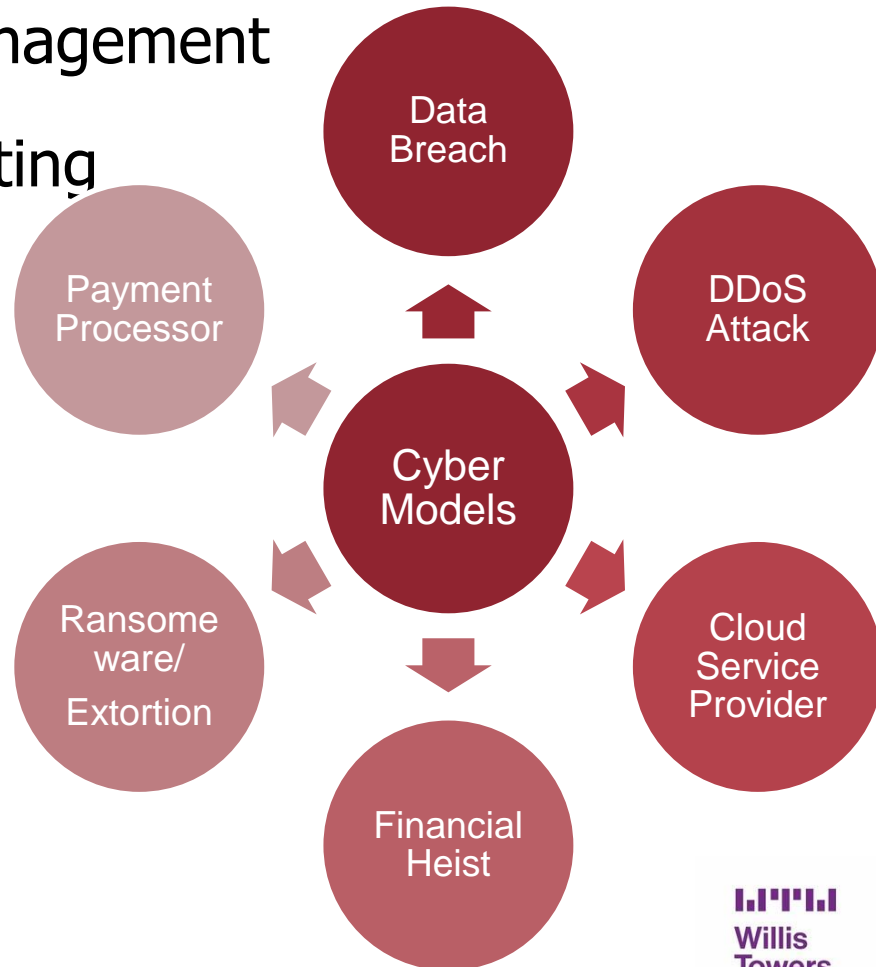 nagement
ting
Data
Breach
Payment
Processor
DDoS
Attack
Cyber
Models
Ransome
ware/
Extortion
Cloud
Service
Provider
Financial
Heist
Willis
Towers